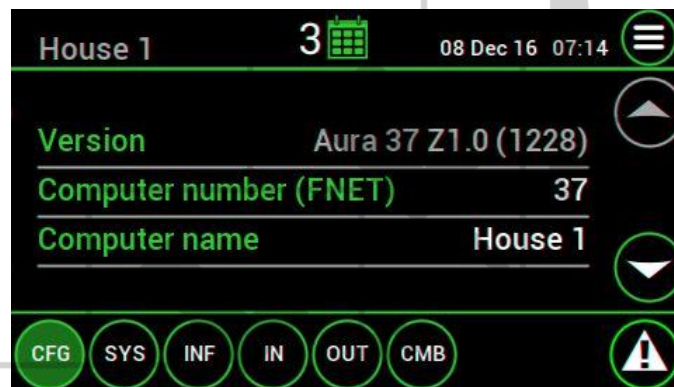 House 1 3 08 Dec 16 07:14
Version Aura 37 Z1.0 (1228)
Computer number (FNET) 37
Computer name House 1
CFG SYS INF IN OUT CMB